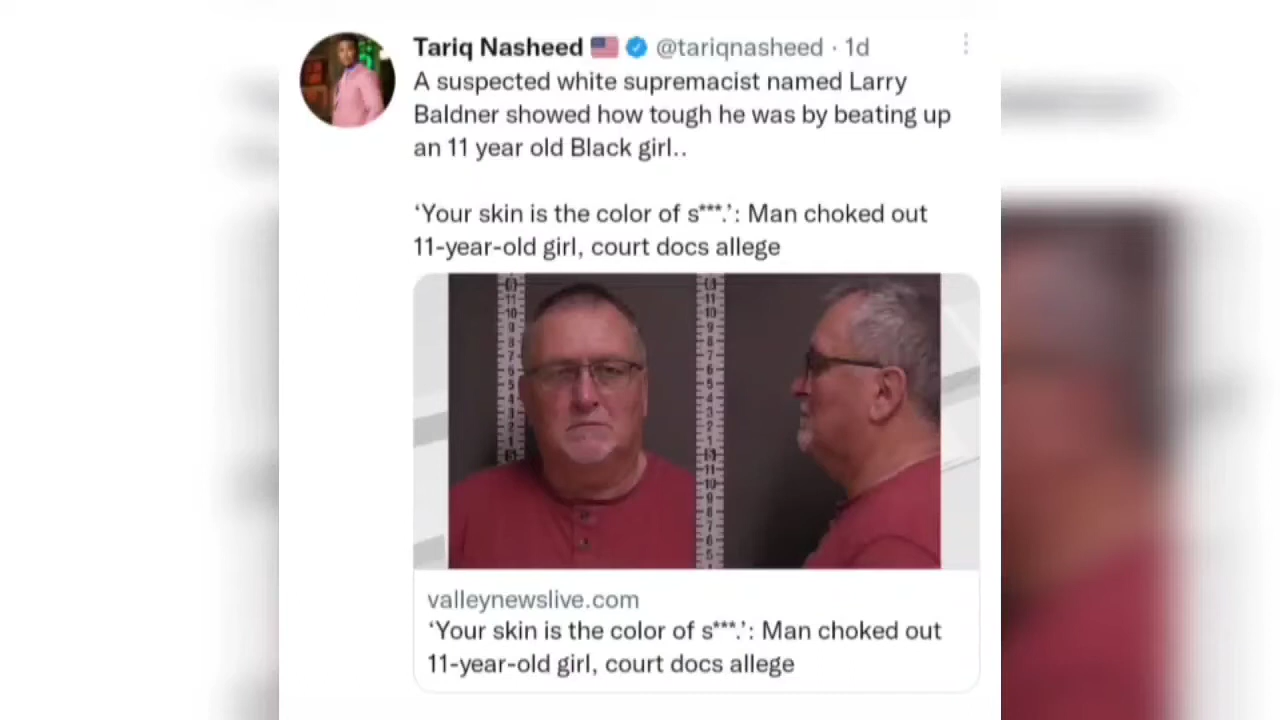 Tariq Nasheed 🇺🇸 @tariqnasheed · 1d
A suspected white supremacist named Larry
Baldner showed how tough he was by beating up
an 11 year old Black girl..
‘Your skin is the color of s***.’: Man choked out
11-year-old girl, court docs allege
valleynewslive.com
‘Your skin is the color of s***.’: Man choked out
11-year-old girl, court docs allege